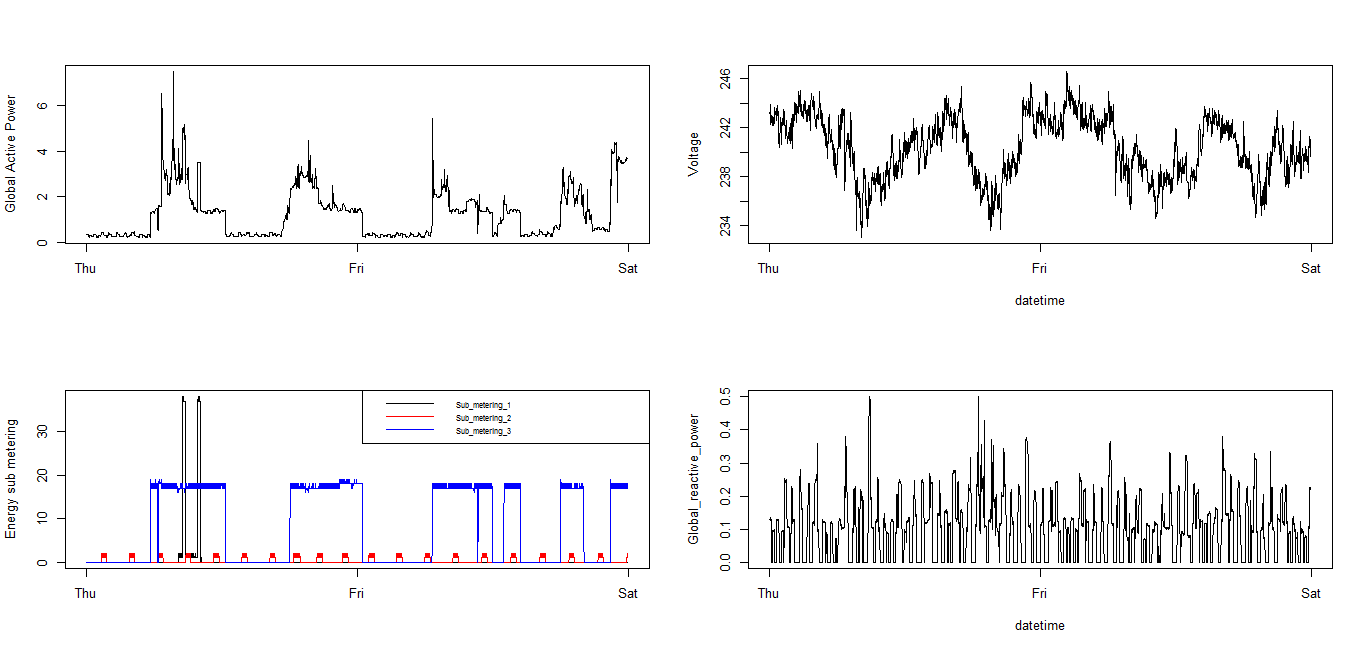 Global Active Power
0 2 4 6
Thu Fri Sat
Voltage
234 238 242 246
Thu Fri Sat
datetime
Energy sub metering
0 10 20 30
Sub_metering_1
Sub_metering_2
Sub_metering_3
Thu Fri Sat
Global_reactive_power
0.0 0.1 0.2 0.3 0.4 0.5
Thu Fri Sat
datetime